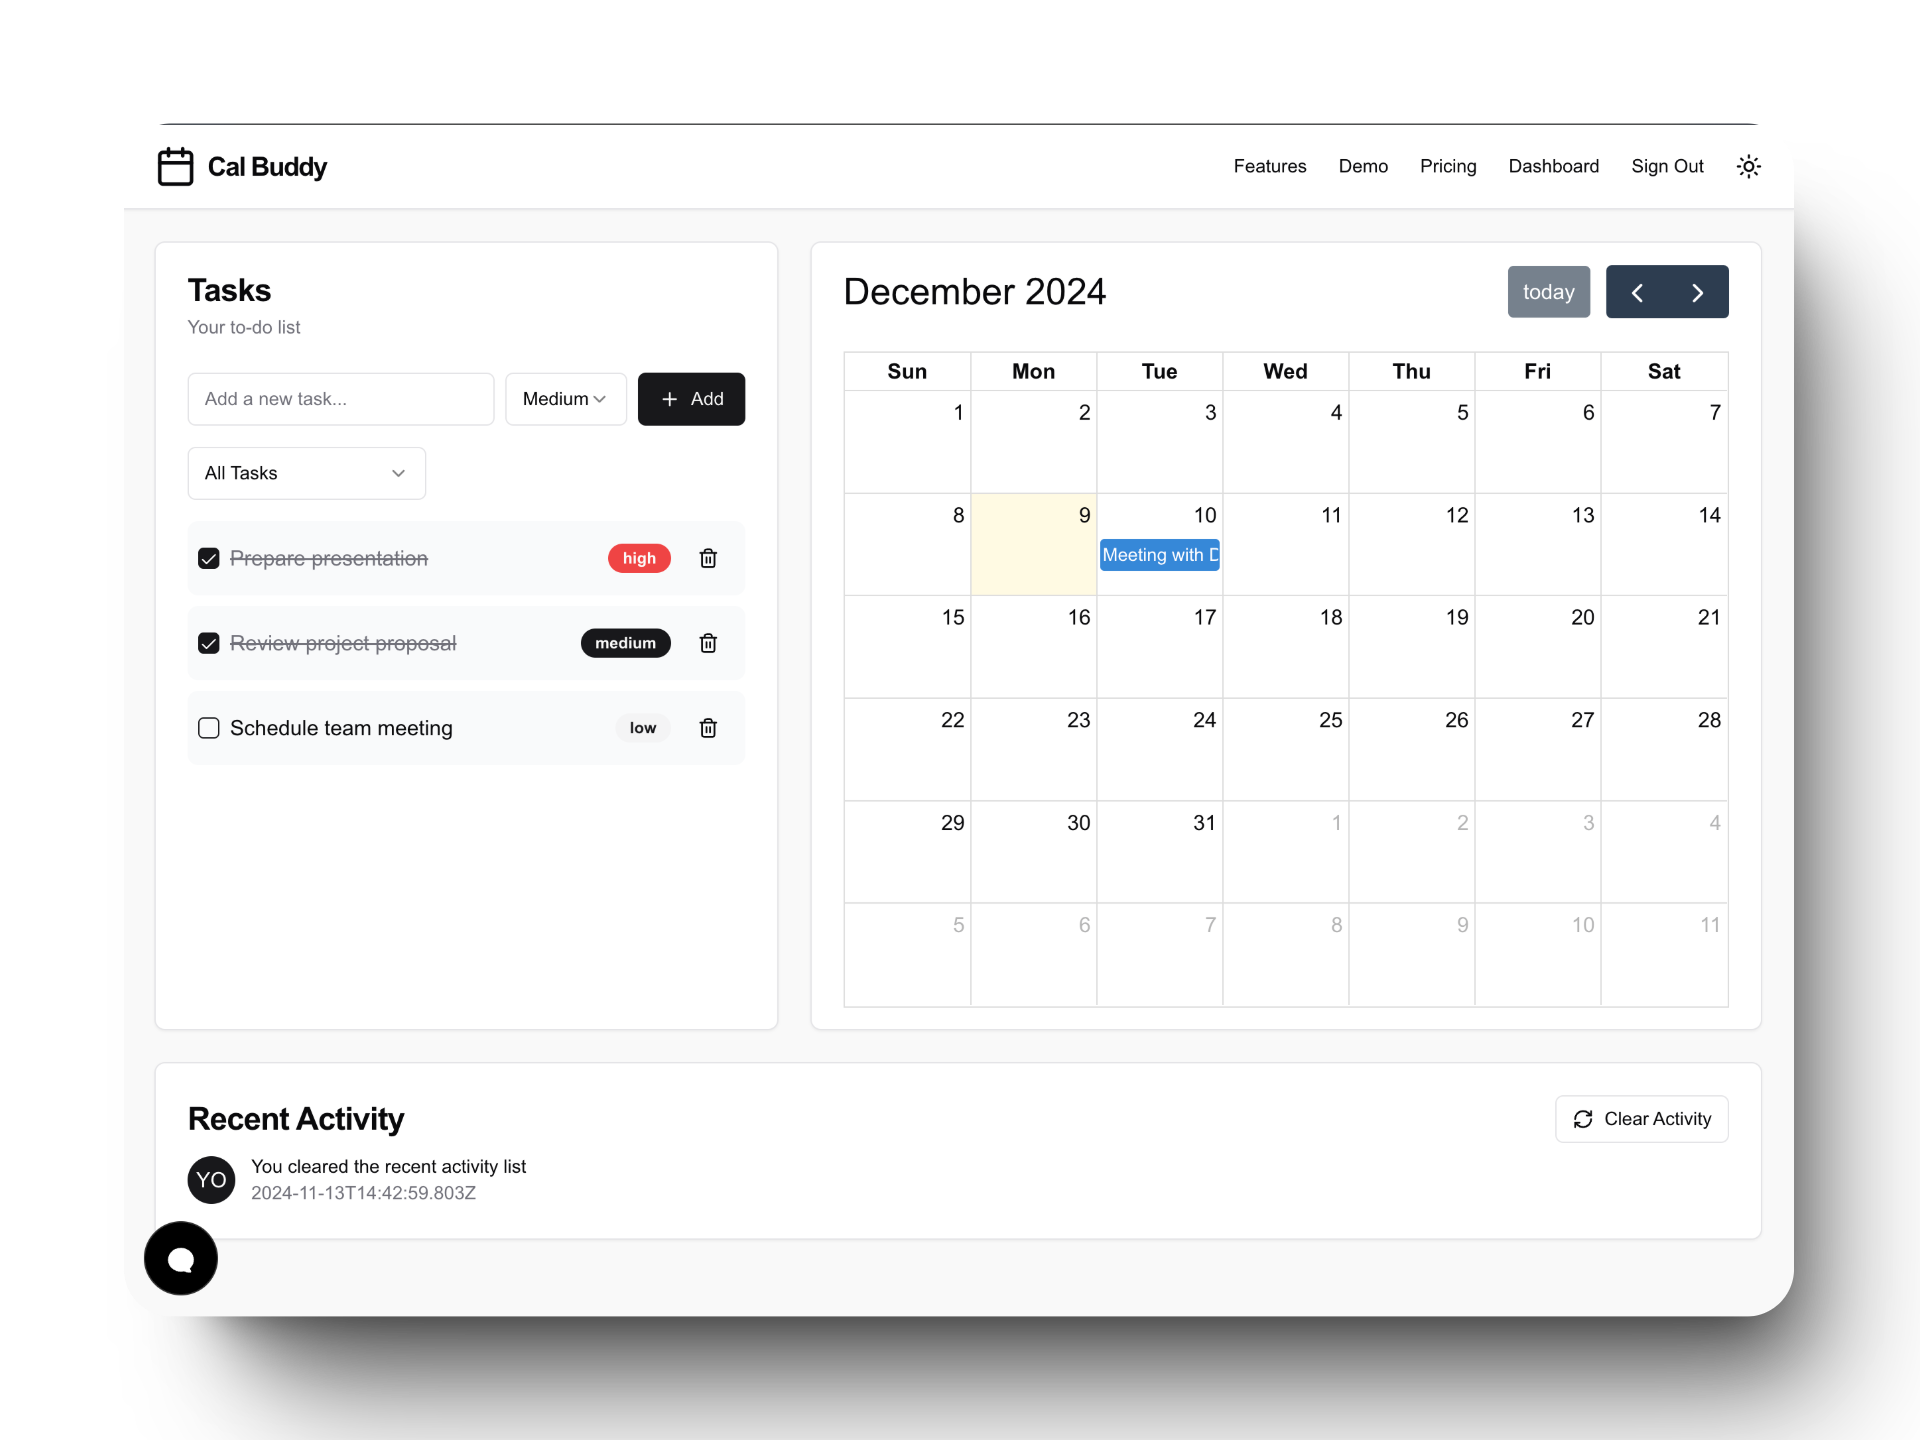 Cal Buddy
Features Demo Pricing Dashboard Sign Out
Tasks
Your to-do list
Add a new task...
Medium
Add
All Tasks
Prepare presentation high
Review project proposal medium
Schedule team meeting low
December 2024
today
Sun Mon Tue Wed Thu Fri Sat
1 2 3 4 5 6 7
8 9 10 11 12 13 14
Meeting with D
15 16 17 18 19 20 21
22 23 24 25 26 27 28
29 30 31 1 2 3 4
5 6 7 8 9 10 11
Recent Activity
Clear Activity
YO
You cleared the recent activity list
2024-11-13T14:42:59.803Z